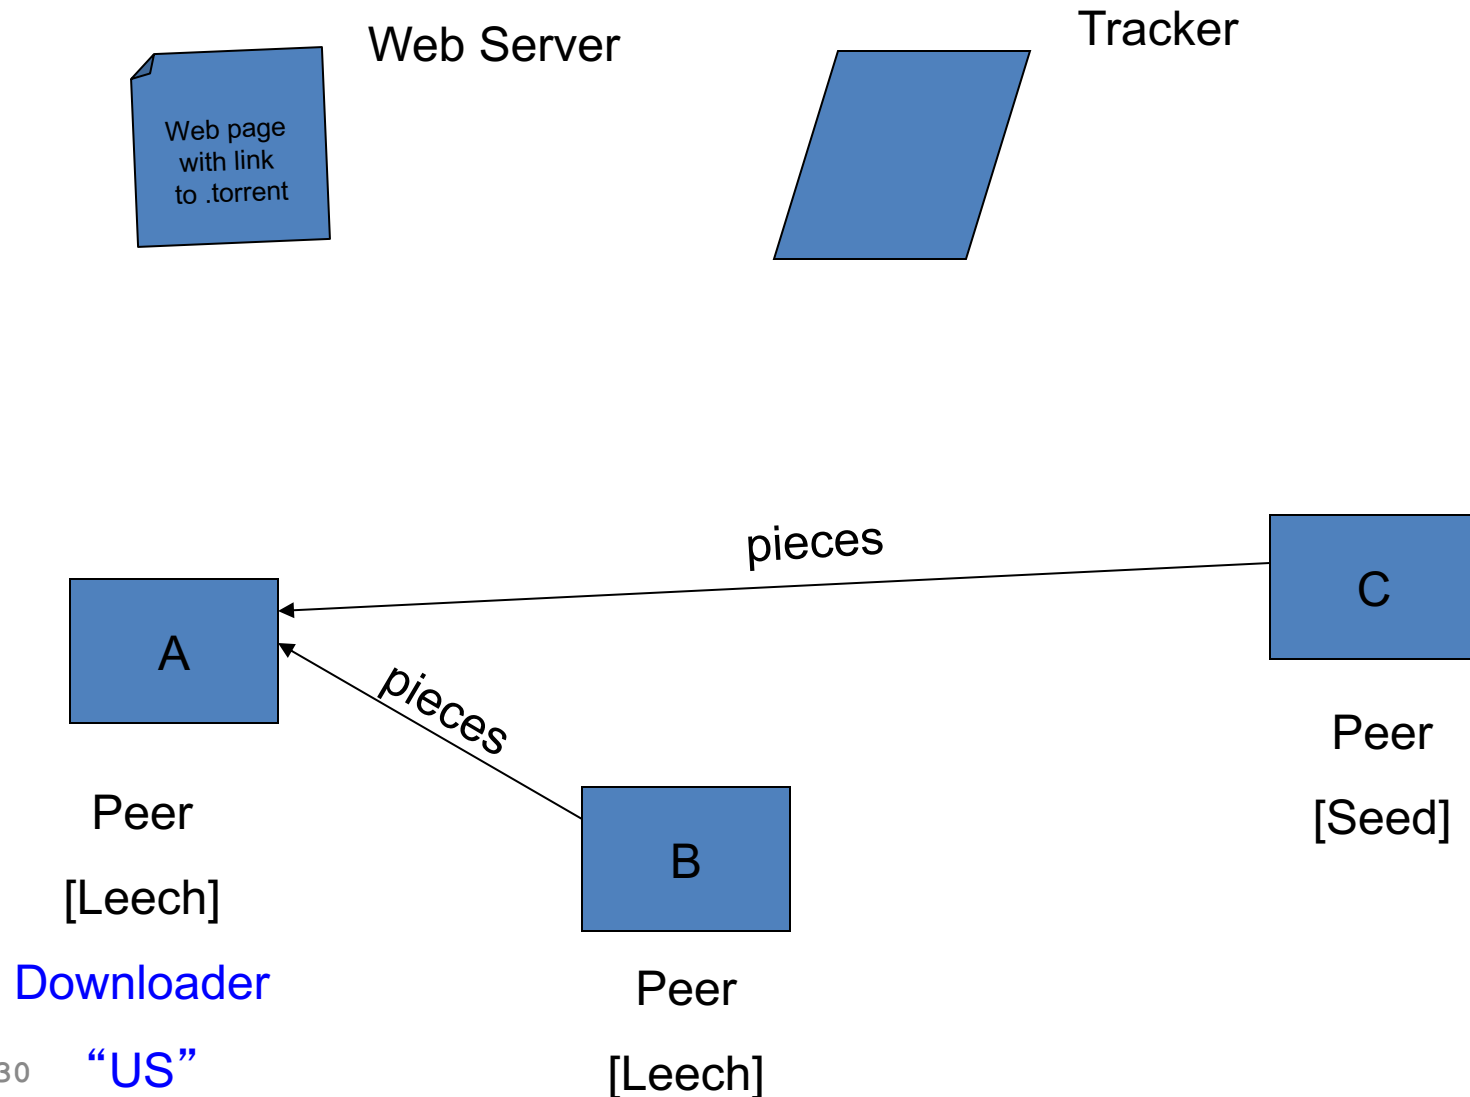 Web Server
Tracker
Web page
with link
to .torrent
pieces
C
A
pieces
Peer
[Seed]
Peer
[Leech]
B
Downloader
Peer
“US”
[Leech]
30